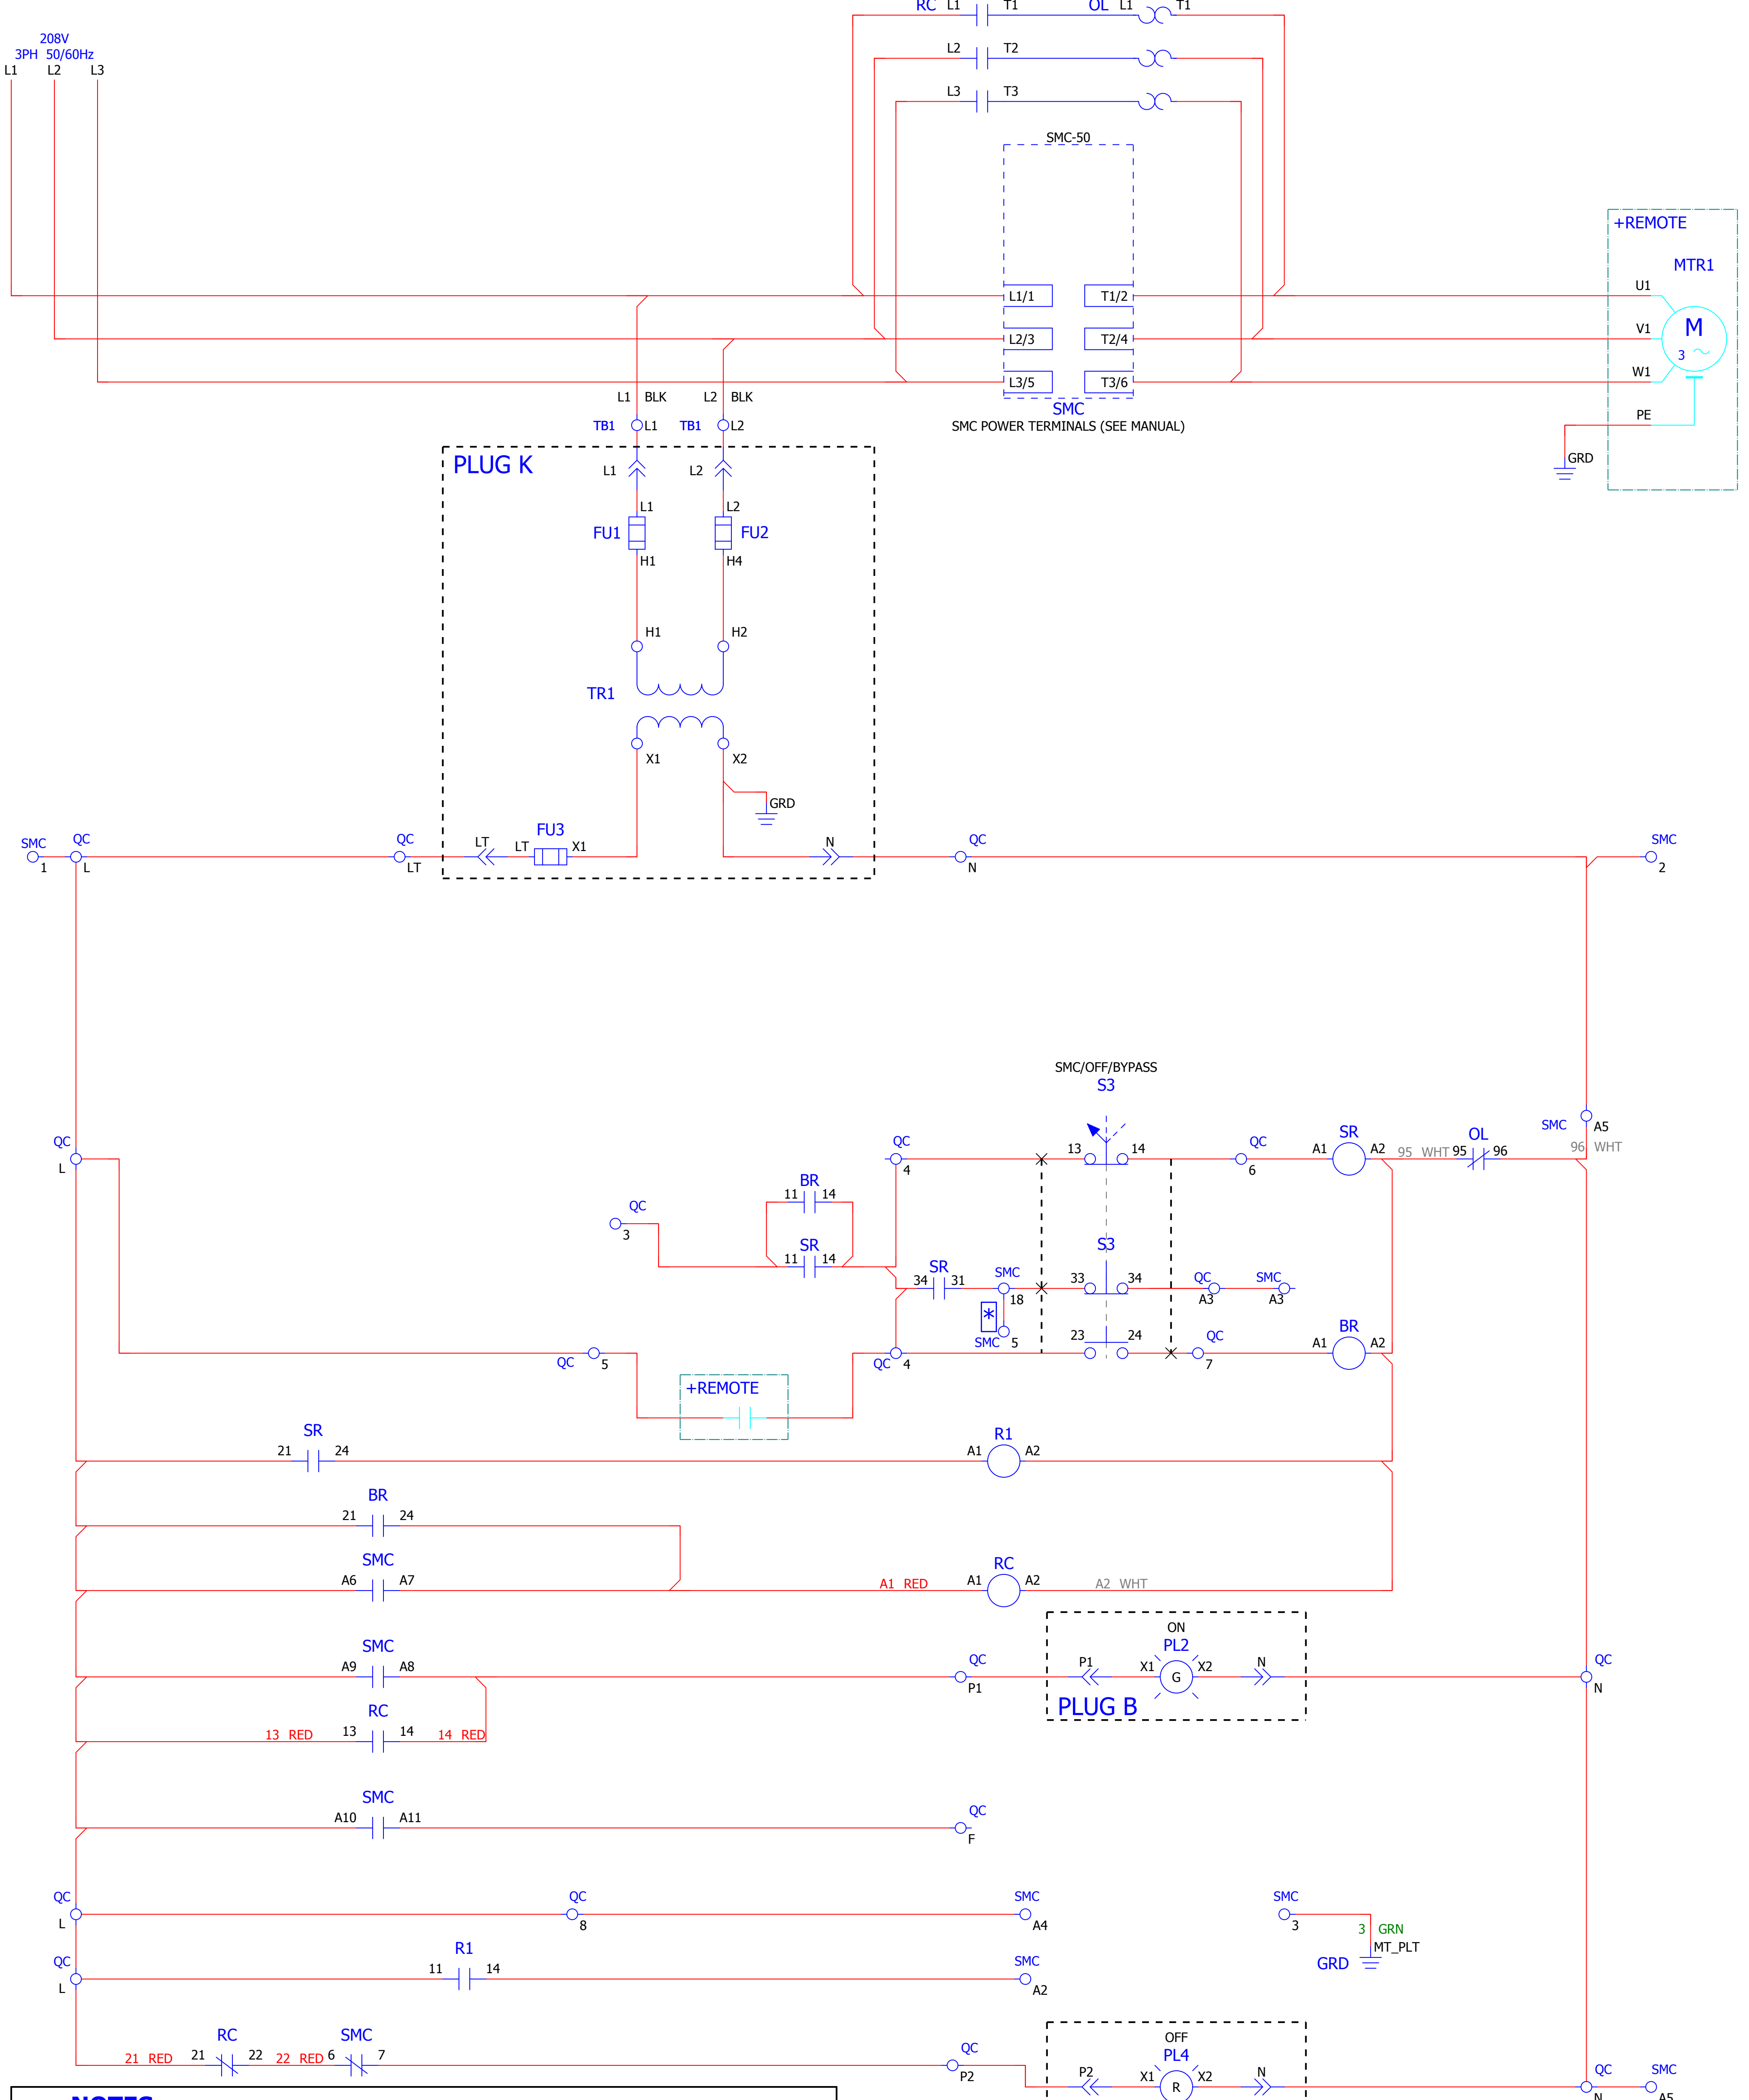 RC L1 T1 OL L1 T1
208V
3PH 50/60Hz
L1 L2 L3
L2 T2
L3 T3
SMC-50
+REMOTE
MTR1
L1/1 T1/2 U1
M
3
L2/3 T2/4 V1
L3/5 T3/6 W1
L1 BLK L2 BLK
SMC
SMC POWER TERMINALS (SEE MANUAL)
TB1 L1 TB1 L2
PE
GRD
PLUG K
L1 L2
L1 L2
FU1 FU2
H1 H4
H1 H2
TR1
X1 X2
GRD
SMC QC QC FU3 QC SMC
LT LT X1 N
1 L LT N 2
SMC/OFF/BYPASS
S3
SMC A5
QC QC 13 14 QC SR OL
A1 A2 95 WHT 95 96 96 WHT
L 4 6
BR
11 14
QC
3
SR S3
11 14
SR
34 31 SMC 33 34 QC SMC
18 A3 A3
*
SMC 5
23 24 QC BR
A1 A2
QC 5 QC 4 7
+REMOTE
SR R1
21 24 A1 A2
BR
21 24
SMC RC
A6 A7 A1 RED A1 A2 A2 WHT
ON
SMC PL2
A9 A8 QC P1 X1 G X2 N QC
P1 N
PLUG B
RC
13 RED 13 14 14 RED
SMC
A10 A11 QC
F
QC QC SMC SMC
L 8 A4 3
3 GRN
MT_PLT
GRD
QC R1 SMC
11 14
L A2
OFF
RC SMC PL4
21 RED 21 22 22 RED 6 7 QC
P2
P2 X1 R X2 N QC SMC
N A5
NOTES